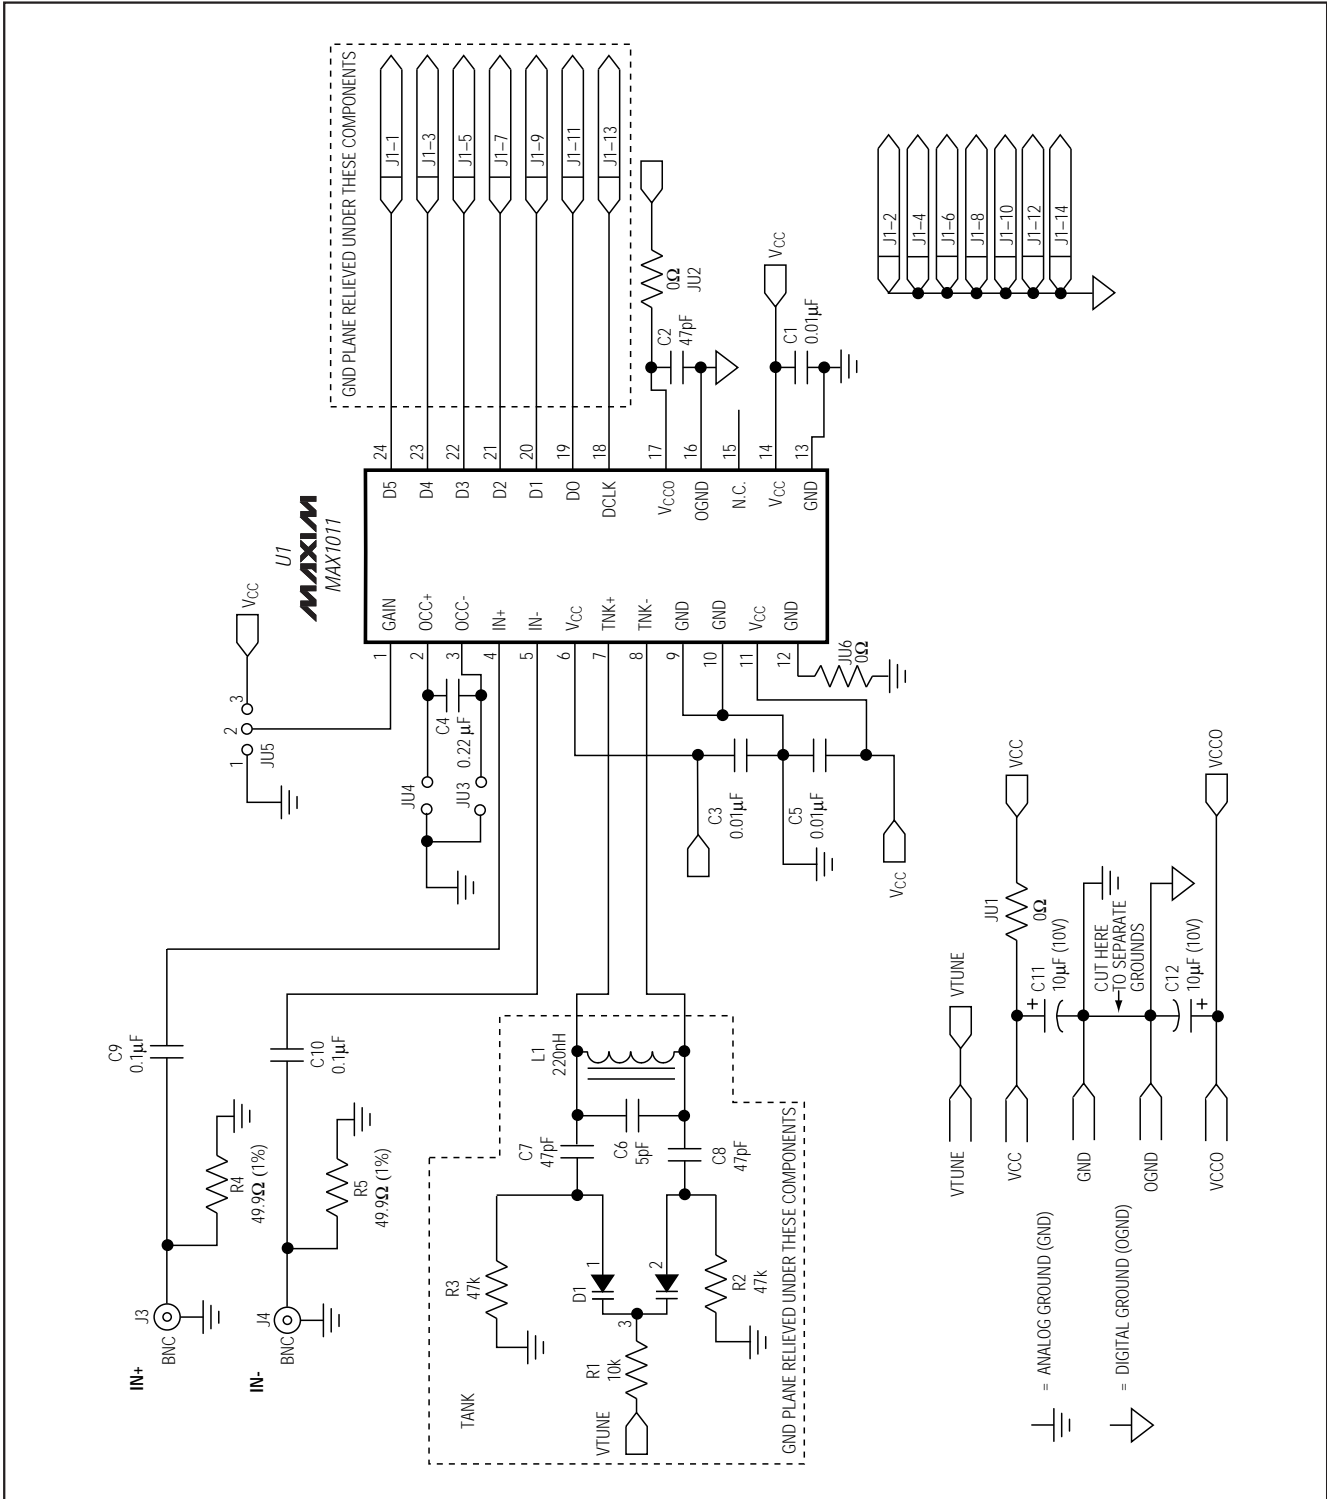 IN+
J3
BNC
C9
0.1µF
R4
49.9Ω (1%)
IN-
J4
BNC
C10
0.1µF
R5
49.9Ω (1%)
JU5
1
2
3
VCC
JU4
JU3
C4
0.22 µF
U1
MAXIM
MAX1011
1
GAIN
2
OCC+
3
OCC-
4
IN+
5
IN-
6
VCC
7
TNK+
8
TNK-
9
GND
10
GND
11
VCC
12
GND
24
D5
23
D4
22
D3
21
D2
20
D1
19
D0
18
DCLK
17
VCCO
16
OGND
15
N.C.
14
VCC
13
GND
GND PLANE RELIEVED UNDER THESE COMPONENTS
J1–1
J1–3
J1–5
J1–7
J1–9
J1–11
J1–13
0Ω
JU2
C2
47pF
VCC
C1
0.01µF
J1–2
J1–4
J1–6
J1–8
J1–10
J1–12
J1–14
JU6
0Ω
C3
0.01µF
C5
0.01µF
VCC
TANK
GND PLANE RELIEVED UNDER THESE COMPONENTS
VTUNE
R1
10k
R3
47k
D1
1
2
3
R2
47k
C7
47pF
C6
5pF
C8
47pF
L1
220nH
VTUNE
VTUNE
VCC
JU1
0Ω
VCC
+
C11
10µF (10V)
GND
CUT HERE
TO SEPARATE
GROUNDS
OGND
C12
10µF (10V)
+
VCCO
VCCO
= ANALOG GROUND (GND)
= DIGITAL GROUND (OGND)